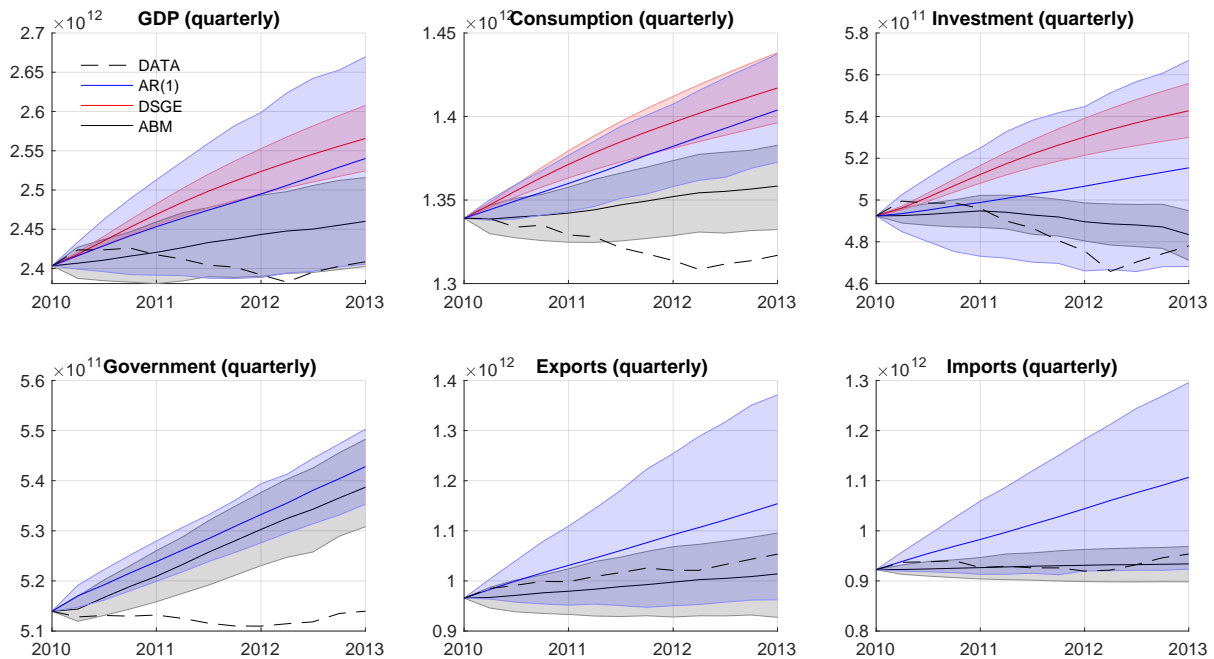 ×10^12 GDP (quarterly)
2.7
2.65
2.6
2.55
2.5
2.45
2.4
2010 2011 2012 2013
DATA
AR(1)
DSGE
ABM
×10^12 Consumption (quarterly)
1.45
1.4
1.35
1.3
2010 2011 2012 2013
×10^11 Investment (quarterly)
5.8
5.6
5.4
5.2
5
4.8
4.6
2010 2011 2012 2013
×10^11 Government (quarterly)
5.6
5.5
5.4
5.3
5.2
5.1
2010 2011 2012 2013
×10^12 Exports (quarterly)
1.4
1.3
1.2
1.1
1.0
0.9
2010 2011 2012 2013
×10^12 Imports (quarterly)
1.3
1.2
1.1
1.0
0.9
0.8
2010 2011 2012 2013